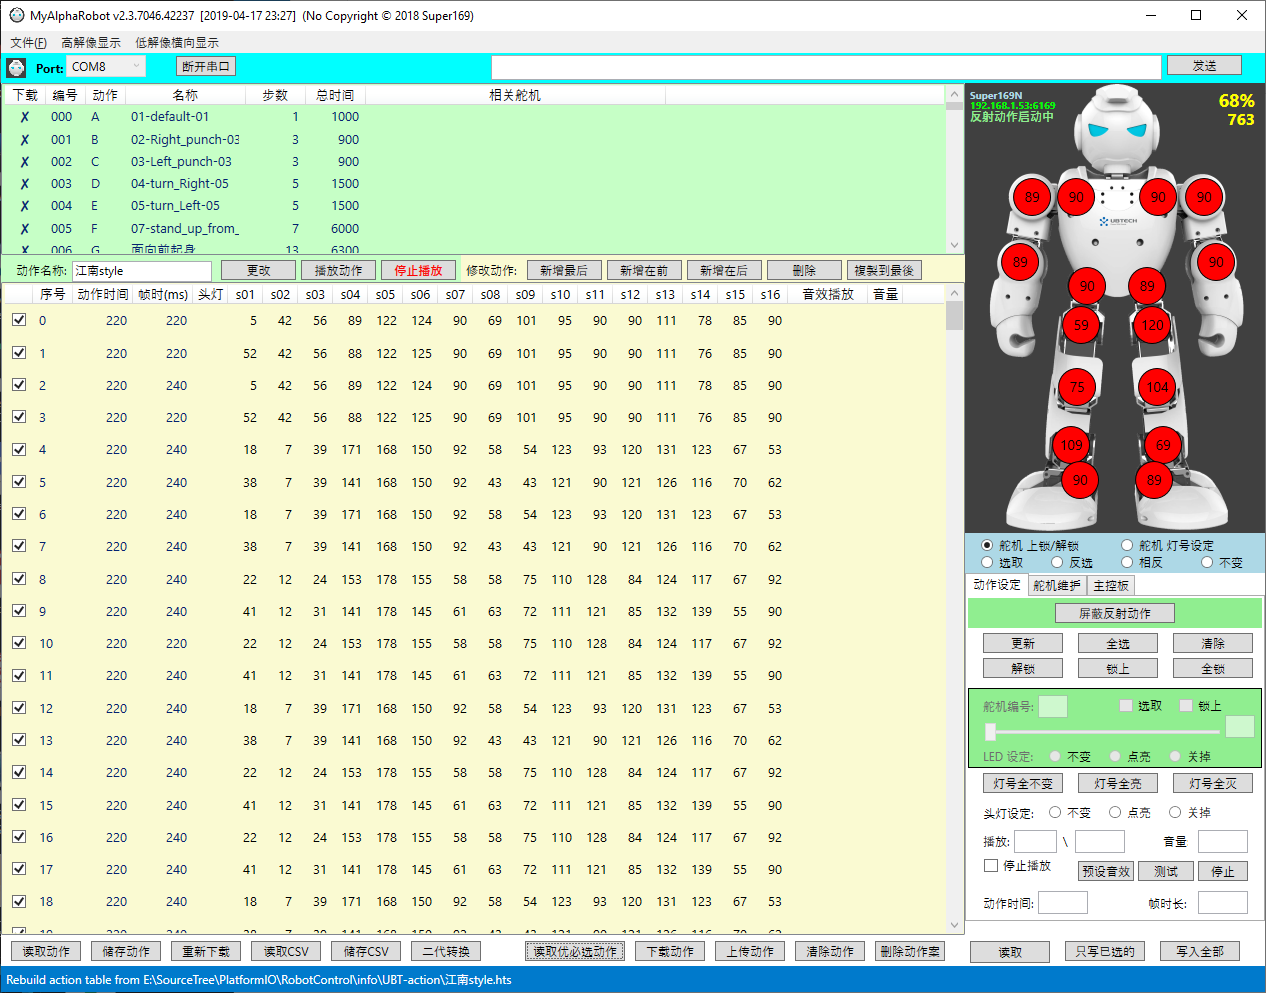 MyAlphaRobot v2.3.7046.42237 [2019-04-17 23:27] (No Copyright © 2018 Super169)
文件(F) 高解像显示 低解像横向显示
Port: COM8 断开串口 发送
下载 编号 动作 名称 步数 总时间 相关舵机
✗ 000 A 01-default-01 1 1000
✗ 001 B 02-Right_punch-03 3 900
✗ 002 C 03-Left_punch-03 3 900
✗ 003 D 04-turn_Right-05 5 1500
✗ 004 E 05-turn_Left-05 5 1500
✗ 005 F 07-stand_up_from_ 7 6000
✗ 006 G 面向前起身 13 6300
动作名称: 江南style 更改 播放动作 停止播放 修改动作: 新增最后 新增在前 新增在后 删除 複製到最後
序号 动作时间 帧时(ms) 头灯 s01 s02 s03 s04 s05 s06 s07 s08 s09 s10 s11 s12 s13 s14 s15 s16 音效播放 音量
0 220 220 5 42 56 89 122 124 90 69 101 95 90 90 111 78 85 90
1 220 220 52 42 56 88 122 125 90 69 101 95 90 90 111 76 85 90
2 220 240 5 42 56 89 122 124 90 69 101 95 90 90 111 78 85 90
3 220 220 52 42 56 88 122 125 90 69 101 95 90 90 111 76 85 90
4 220 240 18 7 39 171 168 150 92 58 54 123 93 120 131 123 67 53
5 220 240 38 7 39 141 168 150 92 43 43 121 90 121 126 116 70 62
6 220 240 18 7 39 171 168 150 92 58 54 123 93 120 131 123 67 53
7 220 240 38 7 39 141 168 150 92 43 43 121 90 121 126 116 70 62
8 220 240 22 12 24 153 178 155 58 58 75 110 128 84 124 117 67 92
9 220 240 41 12 31 141 178 145 61 63 72 111 121 85 132 139 55 90
10 220 220 22 12 24 153 178 155 58 58 75 110 128 84 124 117 67 92
11 220 240 41 12 31 141 178 145 61 63 72 111 121 85 132 139 55 90
12 220 240 18 7 39 171 168 150 92 58 54 123 93 120 131 123 67 53
13 220 240 38 7 39 141 168 150 92 43 43 121 90 121 126 116 70 62
14 220 240 22 12 24 153 178 155 58 58 75 110 128 84 124 117 67 92
15 220 240 41 12 31 141 178 145 61 63 72 111 121 85 132 139 55 90
16 220 240 22 12 24 153 178 155 58 58 75 110 128 84 124 117 67 92
17 220 240 41 12 31 141 178 145 61 63 72 111 121 85 132 139 55 90
18 220 240 18 7 39 171 168 150 92 58 54 123 93 120 131 123 67 53
读取动作 储存动作 重新下载 读取CSV 储存CSV 二代转换 读取优必选动作 下载动作 上传动作 清除动作 删除动作案
Super169N 68%
192.168.1.53:6169 763
反射动作启动中
89 90 90 90
UBTECH
89 90
90 89
59 120
75 104
109 69
90 89
舵机 上锁/解锁 舵机 灯号设定
选取 反选 相反 不变
动作设定 舵机维护 主控板
屏蔽反射动作
更新 全选 清除
解锁 锁上 全锁
舵机编号: 选取 锁上
LED 设定: 不变 点亮 关掉
灯号全不变 灯号全亮 灯号全灭
头灯设定: 不变 点亮 关掉
播放: \ 音量
停止播放 预设音效 测试 停止
动作时间: 帧时长:
读取 只写已选的 写入全部
Rebuild action table from E:\SourceTree\PlatformIO\RobotControl\info\UBT-action\江南style.hts